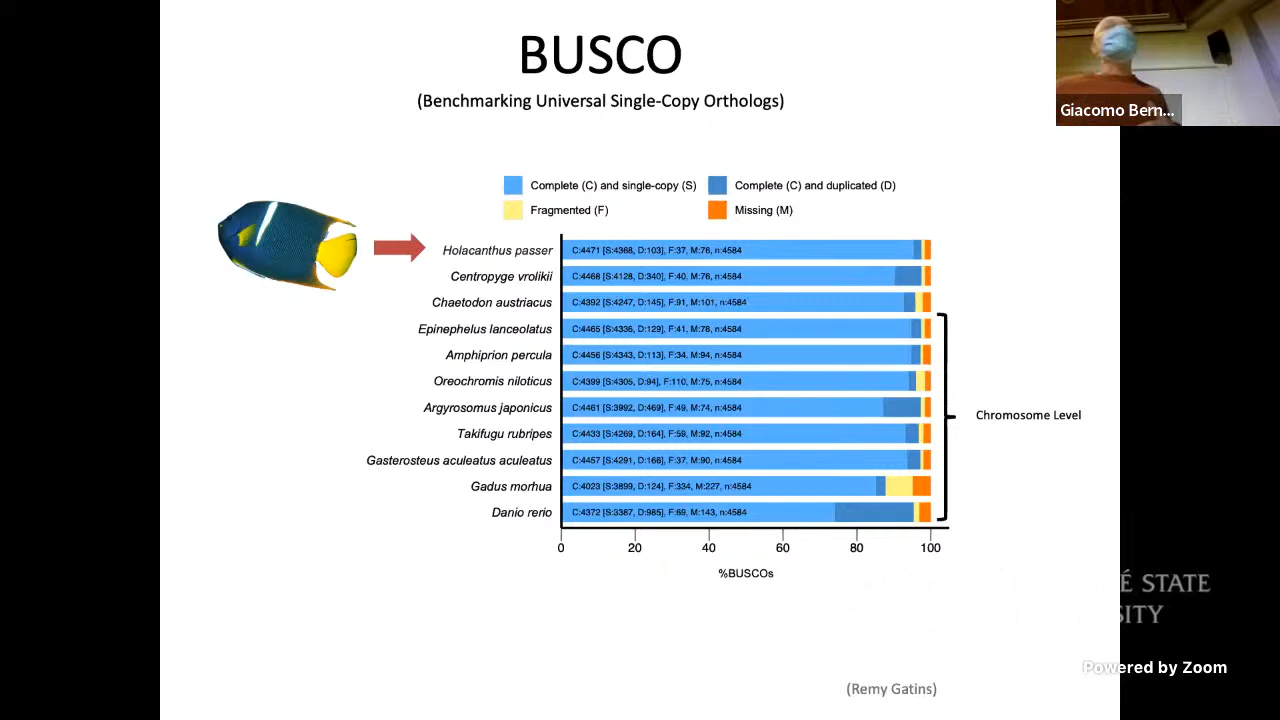 BUSCO
(Benchmarking Universal Single-Copy Orthologs)
Giacomo Bern...
Complete (C) and single-copy (S)
Complete (C) and duplicated (D)
Fragmented (F)
Missing (M)
Holacanthus passer C:4471 [S:4368, D:103], F:37, M:76, n:4584
Centropyge vrolikii C:4468 [S:4128, D:340], F:40, M:76, n:4584
Chaetodon austriacus C:4392 [S:4247, D:145], F:91, M:101, n:4584
Epinephelus lanceolatus C:4465 [S:4336, D:129], F:41, M:78, n:4584
Amphiprion percula C:4456 [S:4343, D:113], F:34, M:94, n:4584
Oreochromis niloticus C:4399 [S:4305, D:94], F:110, M:75, n:4584
Argyrosomus japonicus C:4461 [S:3992, D:469], F:49, M:74, n:4584
Takifugu rubripes C:4433 [S:4269, D:164], F:59, M:92, n:4584
Gasterosteus aculeatus aculeatus C:4457 [S:4291, D:166], F:37, M:90, n:4584
Gadus morhua C:4023 [S:3899, D:124], F:334, M:227, n:4584
Danio rerio C:4372 [S:3387, D:985], F:69, M:143, n:4584
Chromosome Level
0 20 40 60 80 100
%BUSCOs
É STATE
SITY
Powered by Zoom
(Remy Gatins)